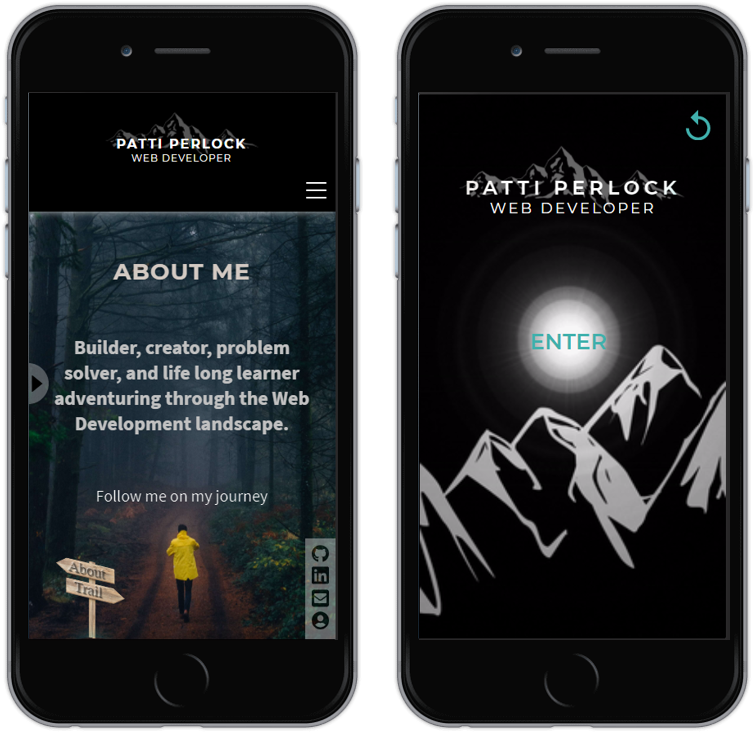 PATTI PERLOCK
WEB DEVELOPER
ABOUT ME
Builder, creator, problem
solver, and life long learner
adventuring through the Web
Development landscape.
Follow me on my journey
About
Trail
PATTI PERLOCK
WEB DEVELOPER
ENTER